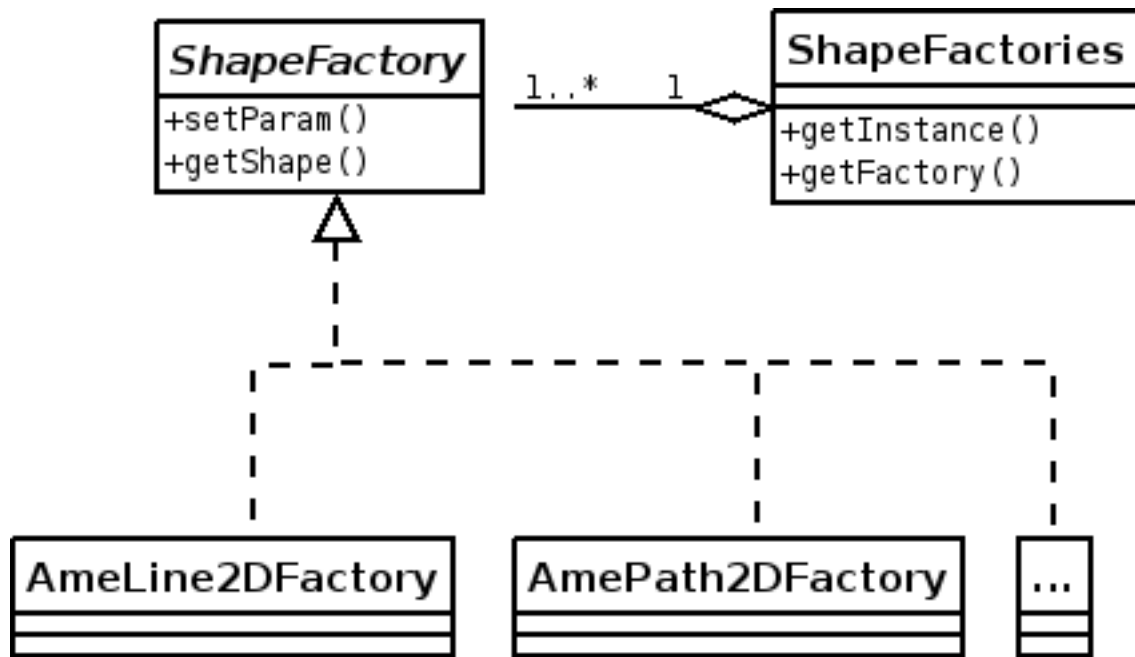 ShapeFactory
+setParam()
+getShape()
1..* 1
ShapeFactories
+getInstance()
+getFactory()
AmeLine2DFactory
AmePath2DFactory
...